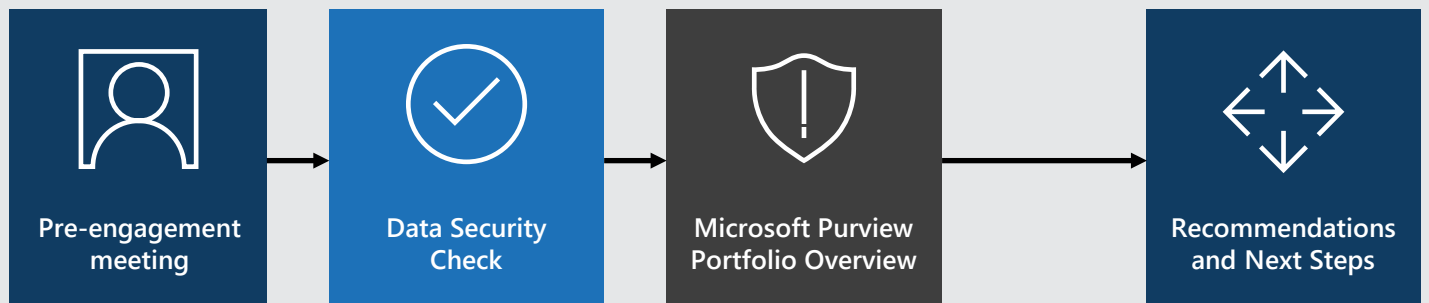 Pre-engagement
meeting
Data Security
Check
Microsoft Purview
Portfolio Overview
Recommendations
and Next Steps